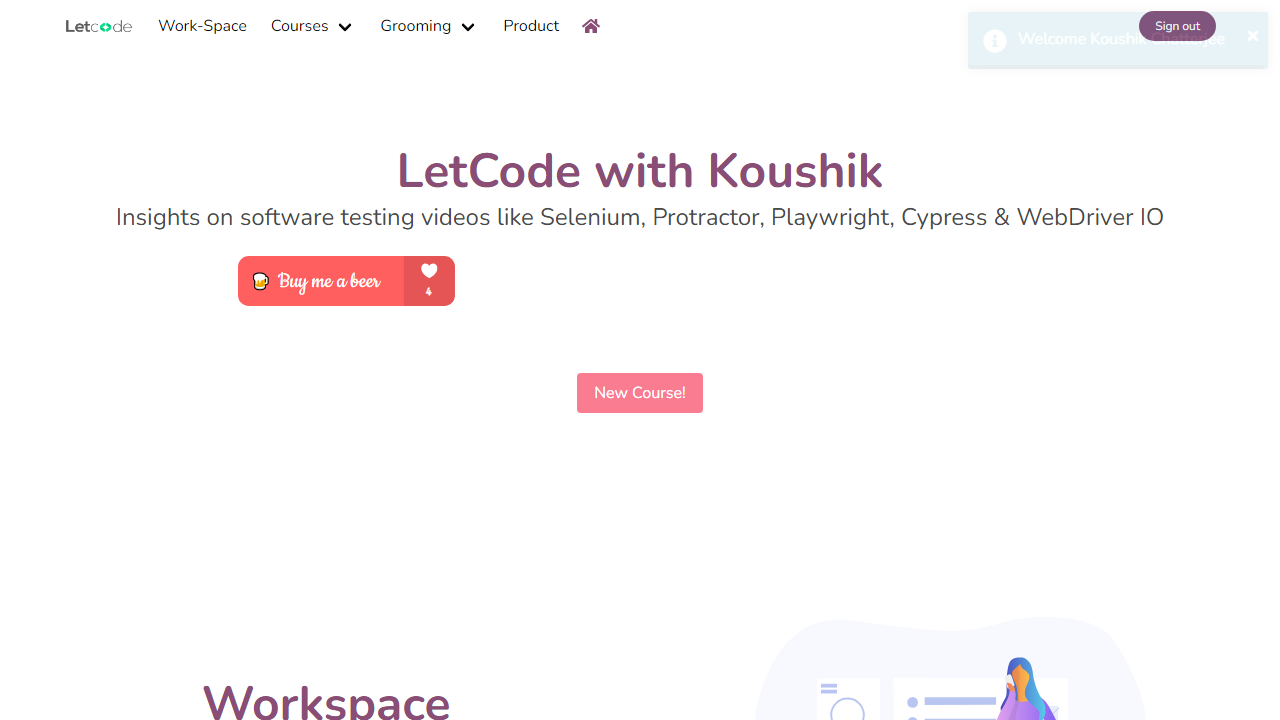 Letcode Work-Space Courses Grooming Product Sign out
Welcome Koushik Chatterjee
LetCode with Koushik
Insights on software testing videos like Selenium, Protractor, Playwright, Cypress & WebDriver IO
Buy me a beer
4
New Course!
Workspace